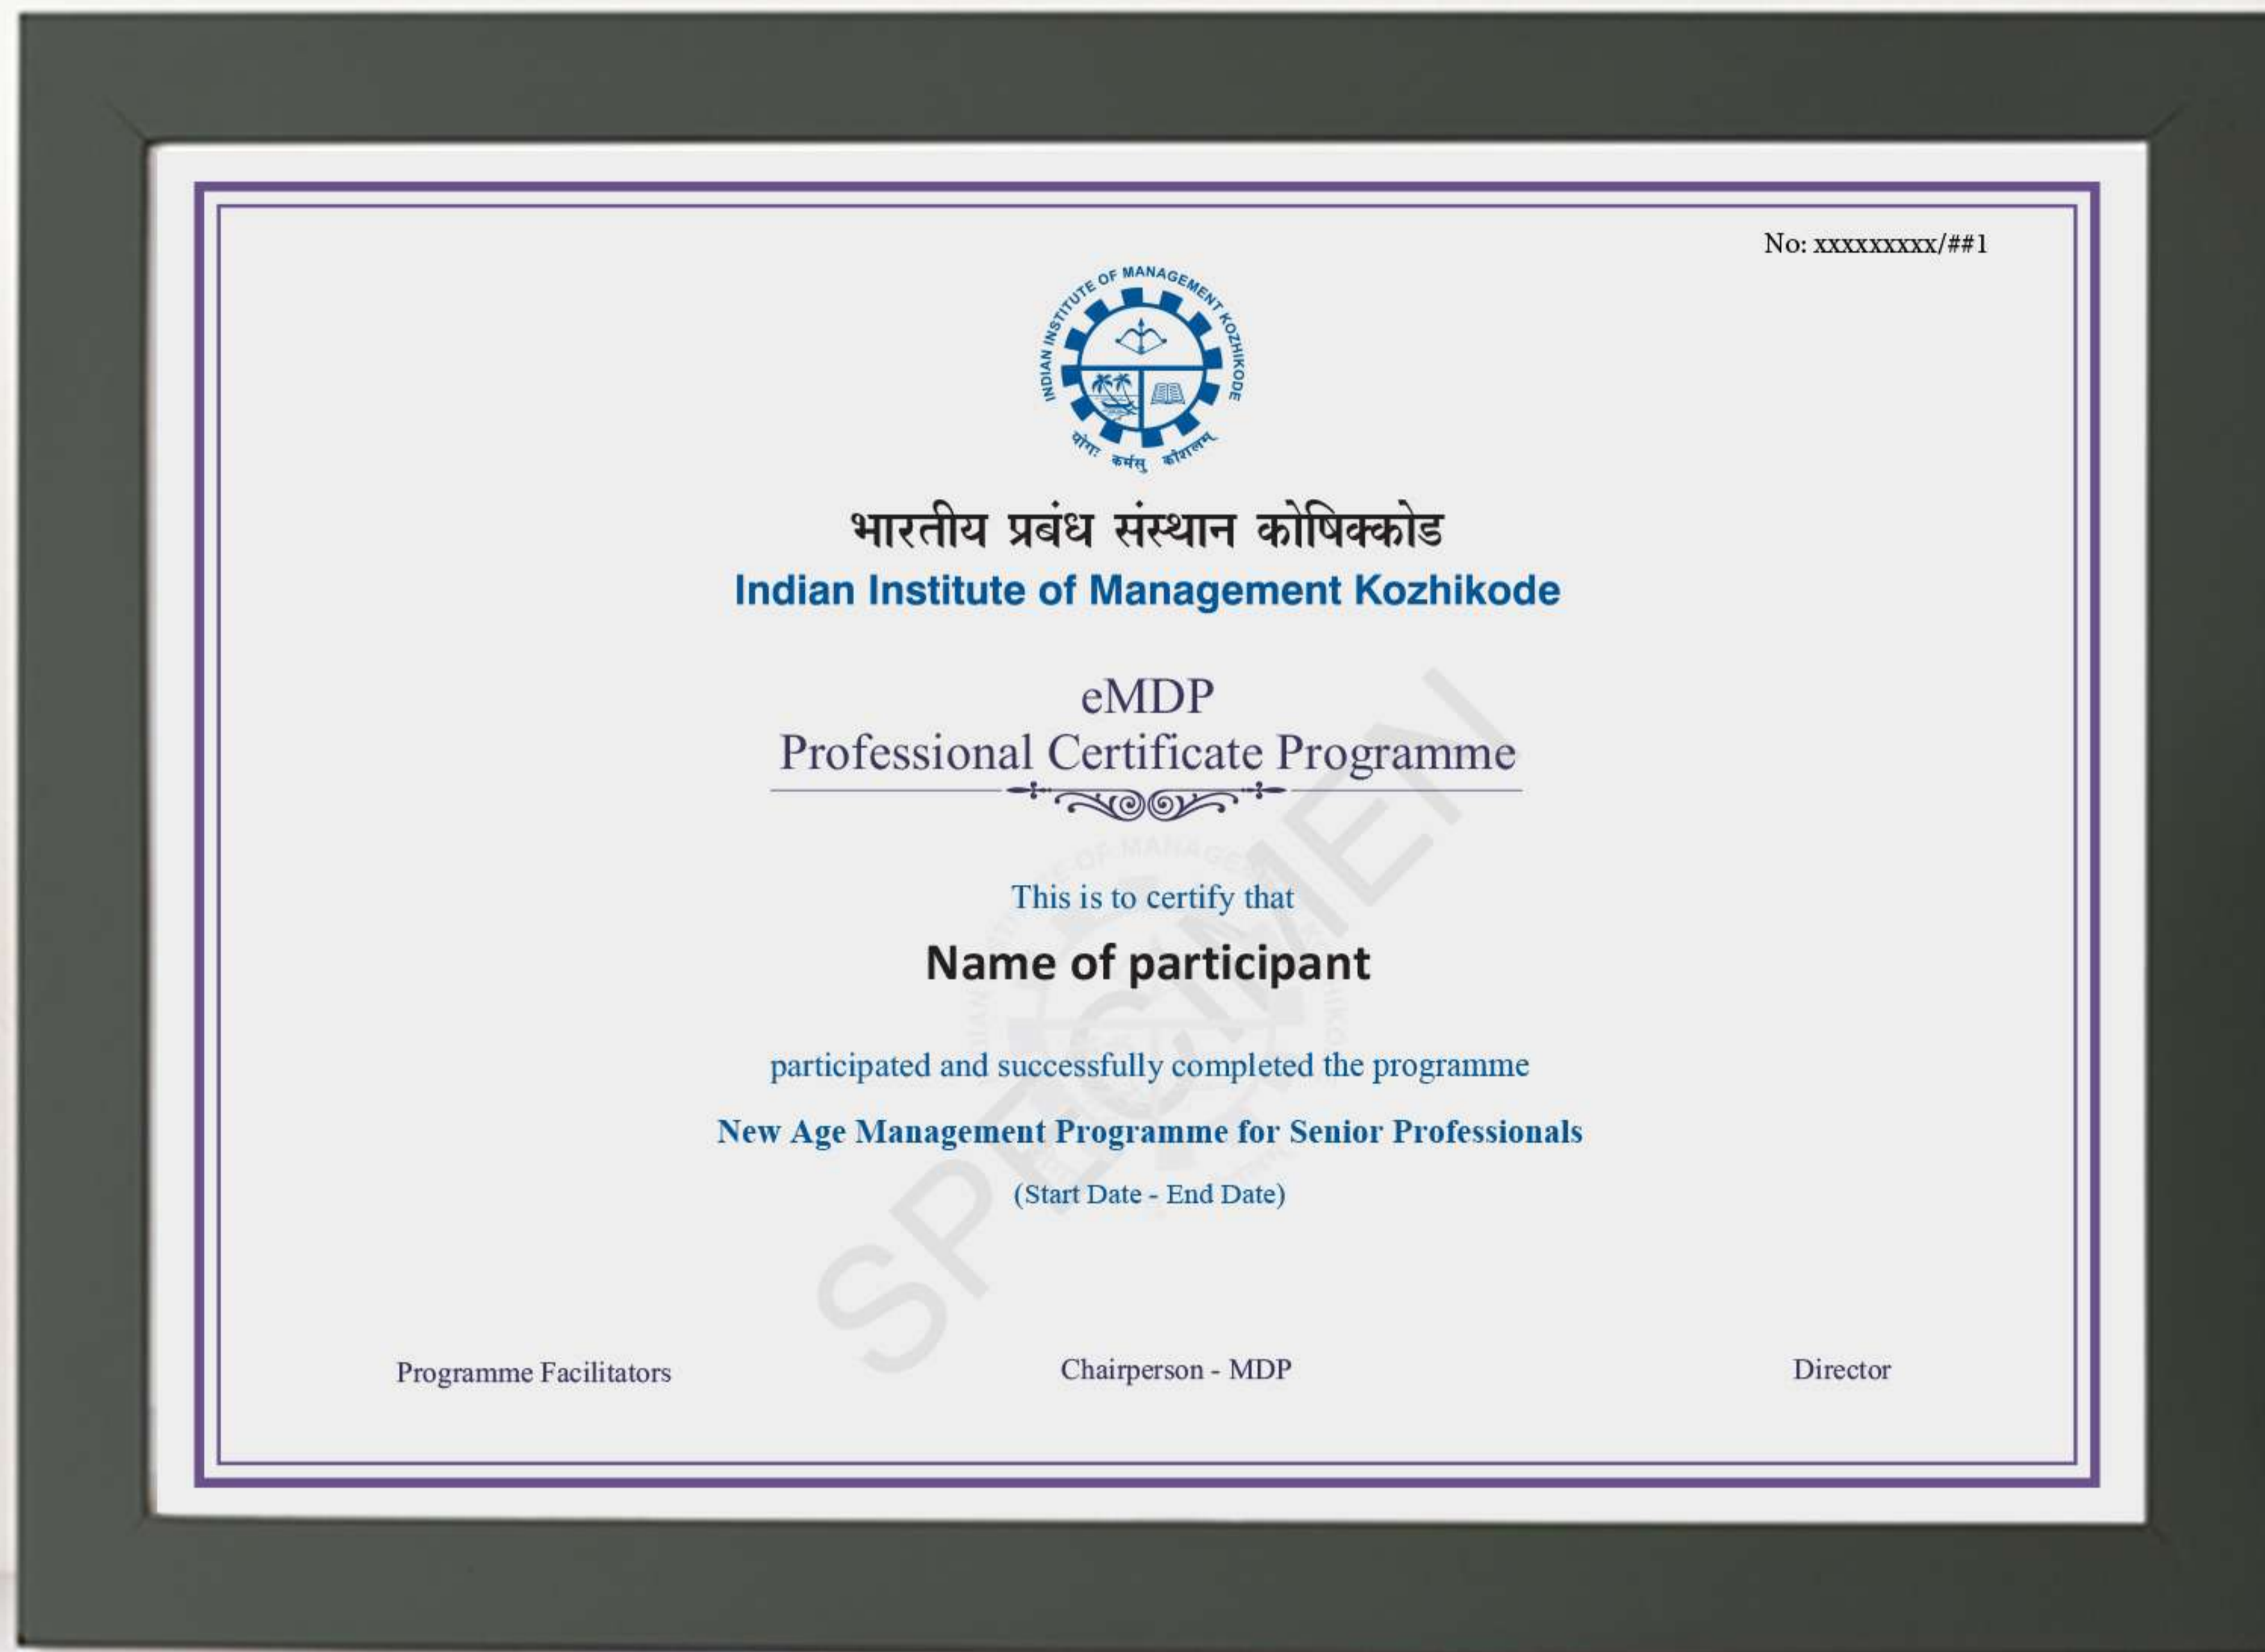 No: xxxxxxxxx/##1
INDIAN INSTITUTE OF MANAGEMENT KOZHIKODE
योगः कर्मसु कौशलम्
भारतीय प्रबंध संस्थान कोषिक्कोड
Indian Institute of Management Kozhikode
eMDP
Professional Certificate Programme
This is to certify that
Name of participant
participated and successfully completed the programme
New Age Management Programme for Senior Professionals
(Start Date - End Date)
SPECIMEN
Programme Facilitators
Chairperson - MDP
Director